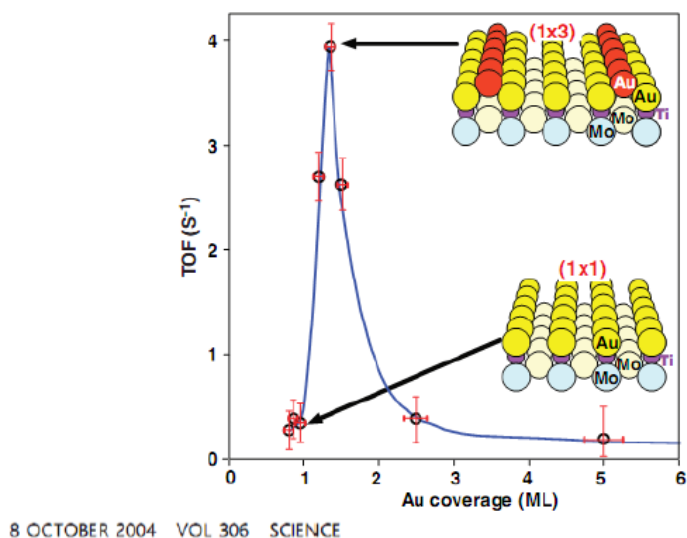 4
3
2
1
0
TOF (S⁻¹)
(1x3)
Au
Au
Ti
Mo
Mo
(1x1)
Au
Ti
Mo
Mo
0 1 2 3 4 5 6
Au coverage (ML)
8 OCTOBER 2004 VOL 306 SCIENCE